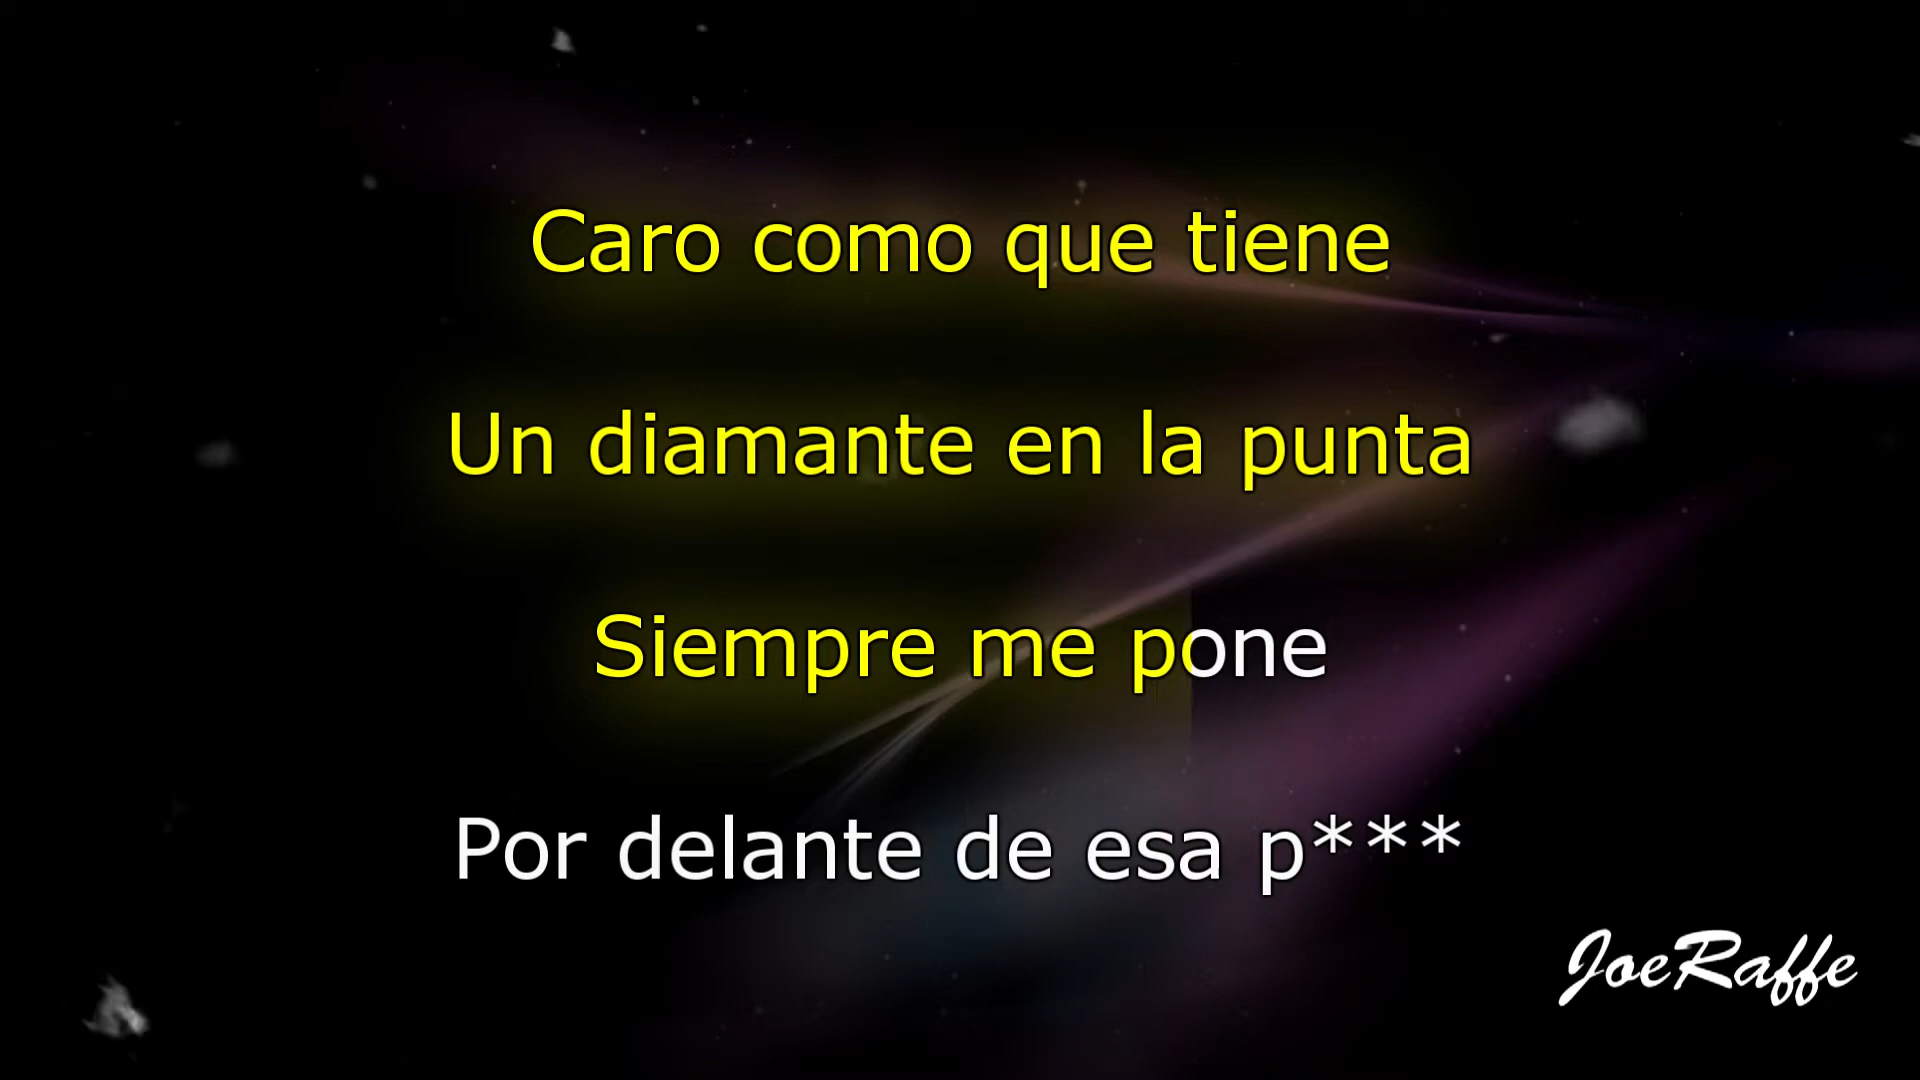 Caro como que tiene
Un diamante en la punta
Siempre me pone
Por delante de esa p***
JoeRaffe